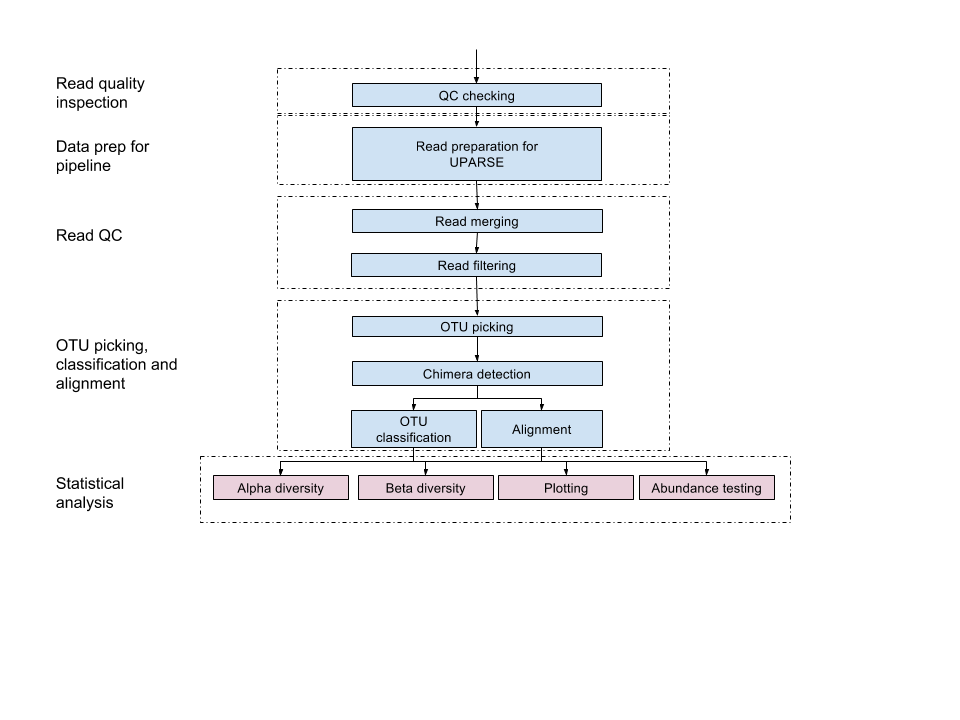 Read quality
inspection
QC checking
Data prep for
pipeline
Read preparation for
UPARSE
Read QC
Read merging
Read filtering
OTU picking,
classification and
alignment
OTU picking
Chimera detection
OTU
classification
Alignment
Statistical
analysis
Alpha diversity
Beta diversity
Plotting
Abundance testing